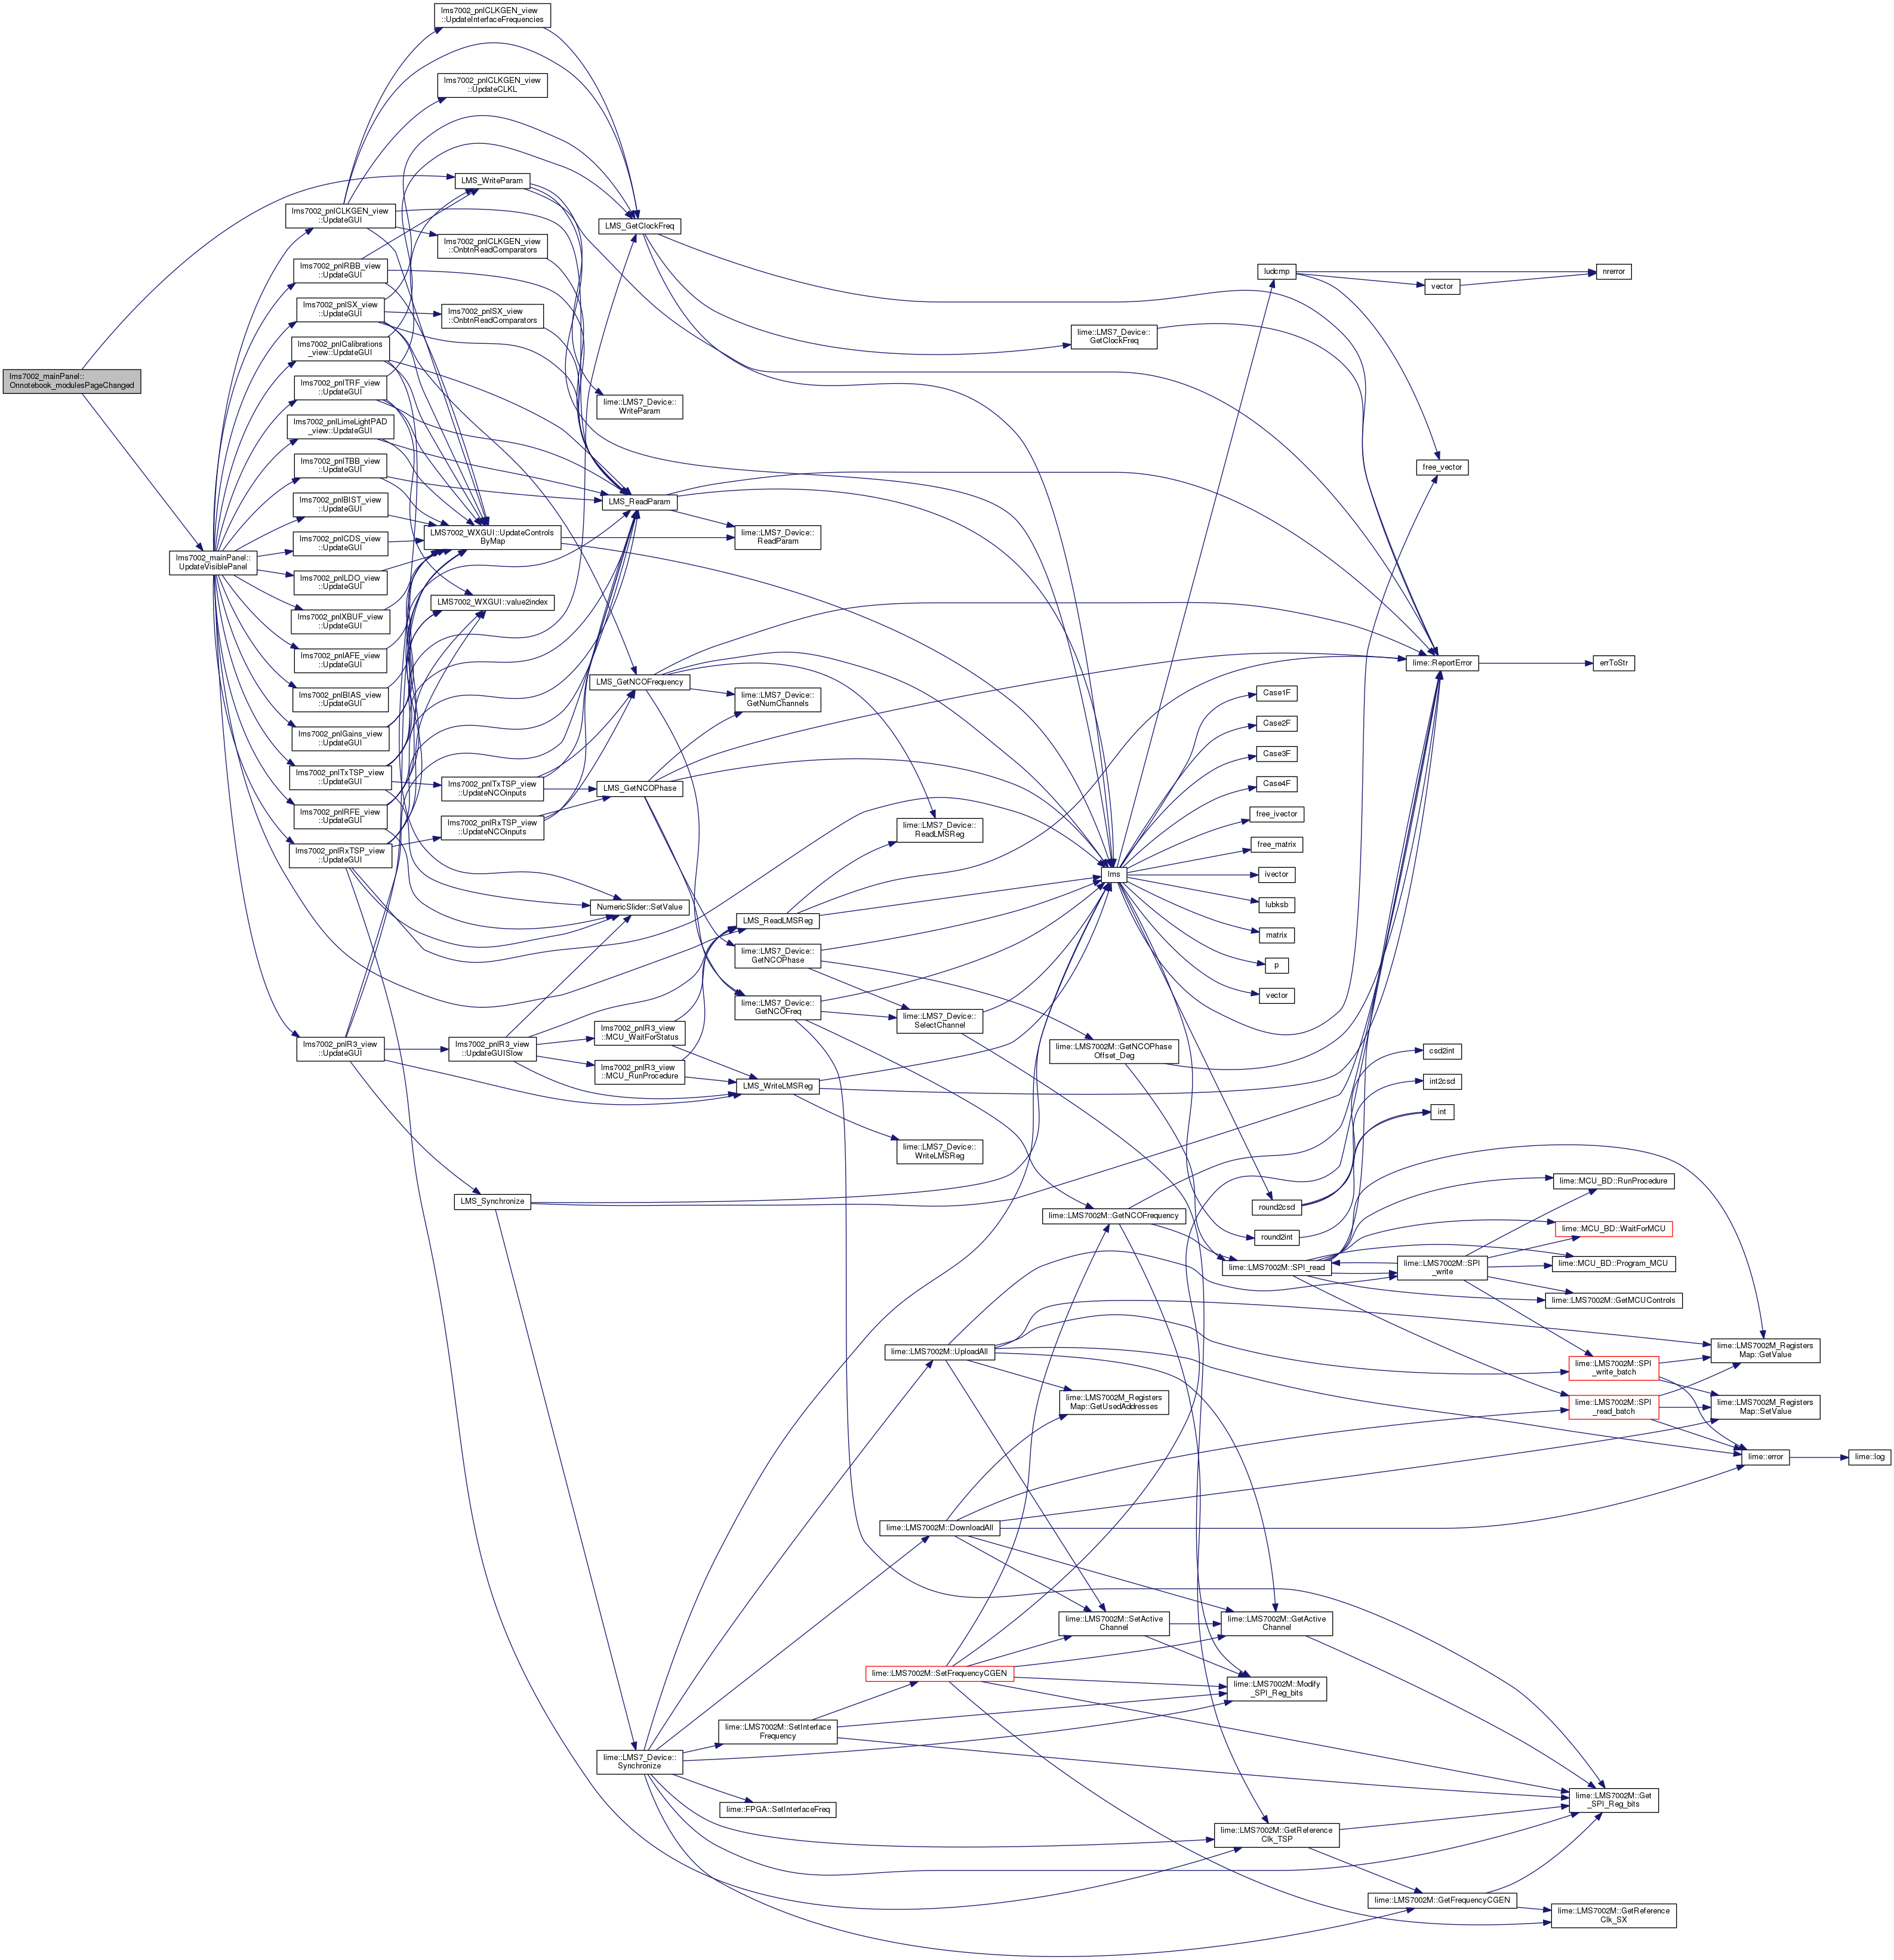 lms7002_mainPanel::
Onnotebook_modulesPageChanged
lms7002_mainPanel::
UpdateVisiblePanel
lms7002_pnlCLKGEN_view
::UpdateGUI
lms7002_pnlRBB_view
::UpdateGUI
lms7002_pnlSX_view
::UpdateGUI
lms7002_pnlCalibrations
_view::UpdateGUI
lms7002_pnlTRF_view
::UpdateGUI
lms7002_pnlLimeLightPAD
_view::UpdateGUI
lms7002_pnlTBB_view
::UpdateGUI
lms7002_pnlBIST_view
::UpdateGUI
lms7002_pnlCDS_view
::UpdateGUI
lms7002_pnlLDO_view
::UpdateGUI
lms7002_pnlXBUF_view
::UpdateGUI
lms7002_pnlAFE_view
::UpdateGUI
lms7002_pnlBIAS_view
::UpdateGUI
lms7002_pnlGains_view
::UpdateGUI
lms7002_pnlTxTSP_view
::UpdateGUI
lms7002_pnlRFE_view
::UpdateGUI
lms7002_pnlRxTSP_view
::UpdateGUI
lms7002_pnlR3_view
::UpdateGUI
lms7002_pnlCLKGEN_view
::UpdateInterfaceFrequencies
lms7002_pnlCLKGEN_view
::UpdateCLKL
LMS_WriteParam
lms7002_pnlCLKGEN_view
::OnbtnReadComparators
lms7002_pnlSX_view
::OnbtnReadComparators
LMS7002_WXGUI::UpdateControls
ByMap
LMS7002_WXGUI::value2index
lms7002_pnlTxTSP_view
::UpdateNCOinputs
lms7002_pnlRxTSP_view
::UpdateNCOinputs
lms7002_pnlR3_view
::UpdateGUISlow
LMS_Synchronize
LMS_GetClockFreq
lime::LMS7_Device::
WriteParam
LMS_ReadParam
LMS_GetNCOFrequency
LMS_GetNCOPhase
NumericSlider::SetValue
lms7002_pnlR3_view
::MCU_WaitForStatus
lms7002_pnlR3_view
::MCU_RunProcedure
lime::LMS7_Device::
Synchronize
lime::LMS7_Device::
ReadParam
lime::LMS7_Device::
GetNumChannels
LMS_ReadLMSReg
lime::LMS7_Device::
GetNCOPhase
lime::LMS7_Device::
GetNCOFreq
LMS_WriteLMSReg
lime::LMS7002M::SetInterface
Frequency
lime::FPGA::SetInterfaceFreq
lime::LMS7_Device::
ReadLMSReg
lime::LMS7_Device::
SelectChannel
lime::LMS7_Device::
WriteLMSReg
lime::LMS7002M::UploadAll
lime::LMS7002M::DownloadAll
lime::LMS7002M::SetFrequencyCGEN
lime::LMS7_Device::
GetClockFreq
lms
lime::LMS7002M::GetNCOPhase
Offset_Deg
lime::LMS7002M::GetNCOFrequency
lime::LMS7002M_Registers
Map::GetUsedAddresses
lime::LMS7002M::SetActive
Channel
ludcmp
Case1F
Case2F
Case3F
Case4F
free_ivector
free_matrix
ivector
lubksb
matrix
p
vector
round2csd
round2int
lime::LMS7002M::SPI_read
lime::LMS7002M::GetActive
Channel
lime::LMS7002M::Modify
_SPI_Reg_bits
lime::LMS7002M::GetReference
Clk_TSP
vector
free_vector
lime::ReportError
csd2int
int2csd
int
lime::LMS7002M::SPI
_write
lime::LMS7002M::GetFrequencyCGEN
nrerror
errToStr
lime::MCU_BD::RunProcedure
lime::MCU_BD::WaitForMCU
lime::MCU_BD::Program_MCU
lime::LMS7002M::GetMCUControls
lime::LMS7002M::SPI
_write_batch
lime::LMS7002M::SPI
_read_batch
lime::LMS7002M::Get
_SPI_Reg_bits
lime::LMS7002M::GetReference
Clk_SX
lime::LMS7002M_Registers
Map::GetValue
lime::LMS7002M_Registers
Map::SetValue
lime::error
lime::log